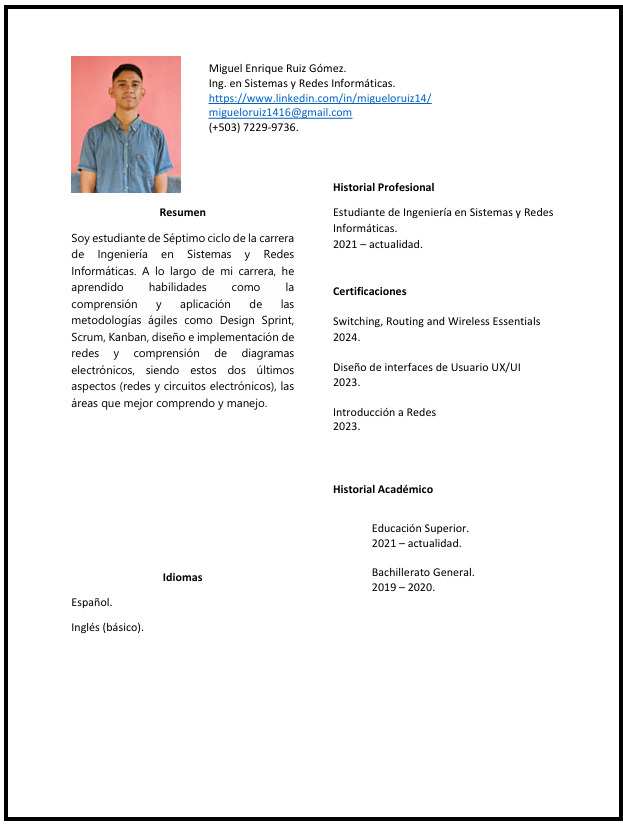 Miguel Enrique Ruiz Gómez.
Ing. en Sistemas y Redes Informáticas.
https://www.linkedin.com/in/migueloruiz14/
migueloruiz1416@gmail.com
(+503) 7229-9736.
Resumen
Soy estudiante de Séptimo ciclo de la carrera
de Ingeniería en Sistemas y Redes
Informáticas. A lo largo de mi carrera, he
aprendido habilidades como la
comprensión y aplicación de las
metodologías ágiles como Design Sprint,
Scrum, Kanban, diseño e implementación de
redes y comprensión de diagramas
electrónicos, siendo estos dos últimos
aspectos (redes y circuitos electrónicos), las
áreas que mejor comprendo y manejo.
Idiomas
Español.
Inglés (básico).
Historial Profesional
Estudiante de Ingeniería en Sistemas y Redes
Informáticas.
2021 – actualidad.
Certificaciones
Switching, Routing and Wireless Essentials
2024.
Diseño de interfaces de Usuario UX/UI
2023.
Introducción a Redes
2023.
Historial Académico
Educación Superior.
2021 – actualidad.
Bachillerato General.
2019 – 2020.